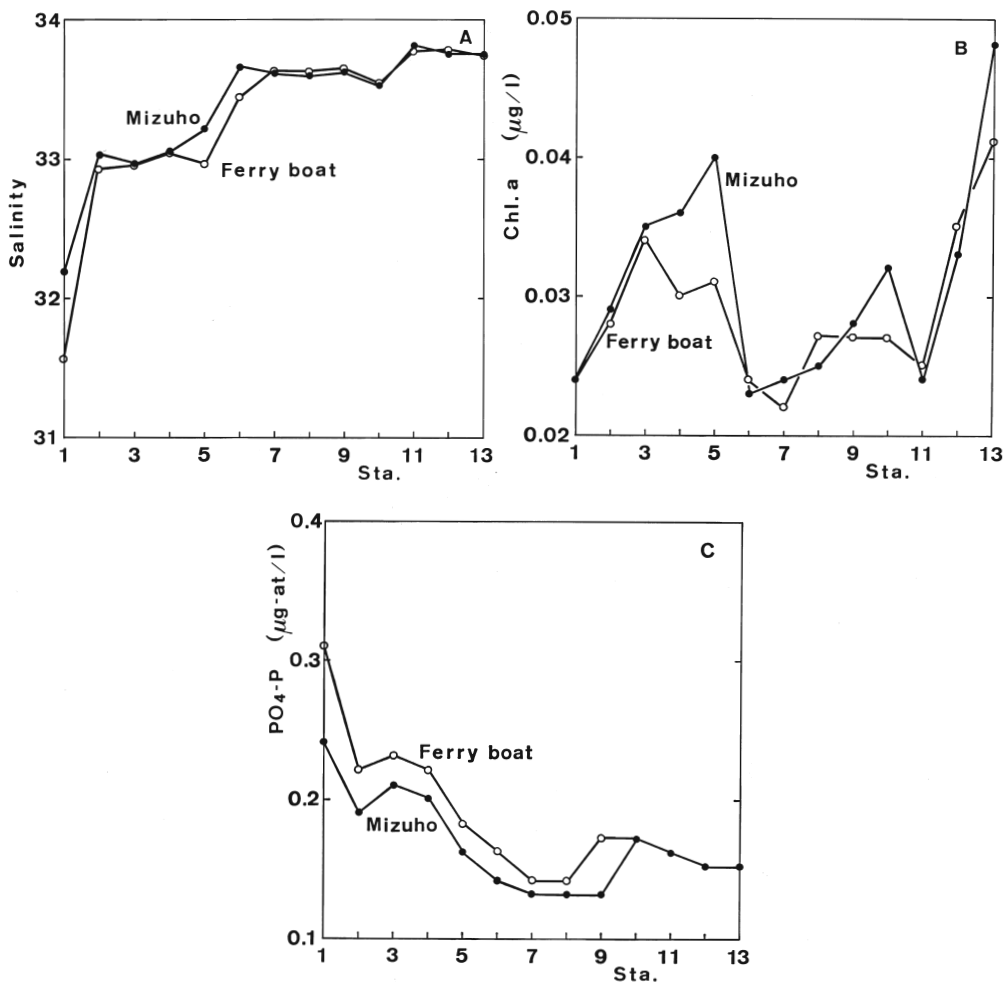 34
A
Mizuho
33
Ferry boat
Salinity
32
31
1 3 5 7 9 11 13
Sta.
0.05
B
Chl.a (µg/l)
0.04
Mizuho
0.03
Ferry boat
0.02
1 3 5 7 9 11 13
Sta.
0.4
C
PO4-P (µg-at/l)
0.3
Ferry boat
0.2
Mizuho
0.1
1 3 5 7 9 11 13
Sta.